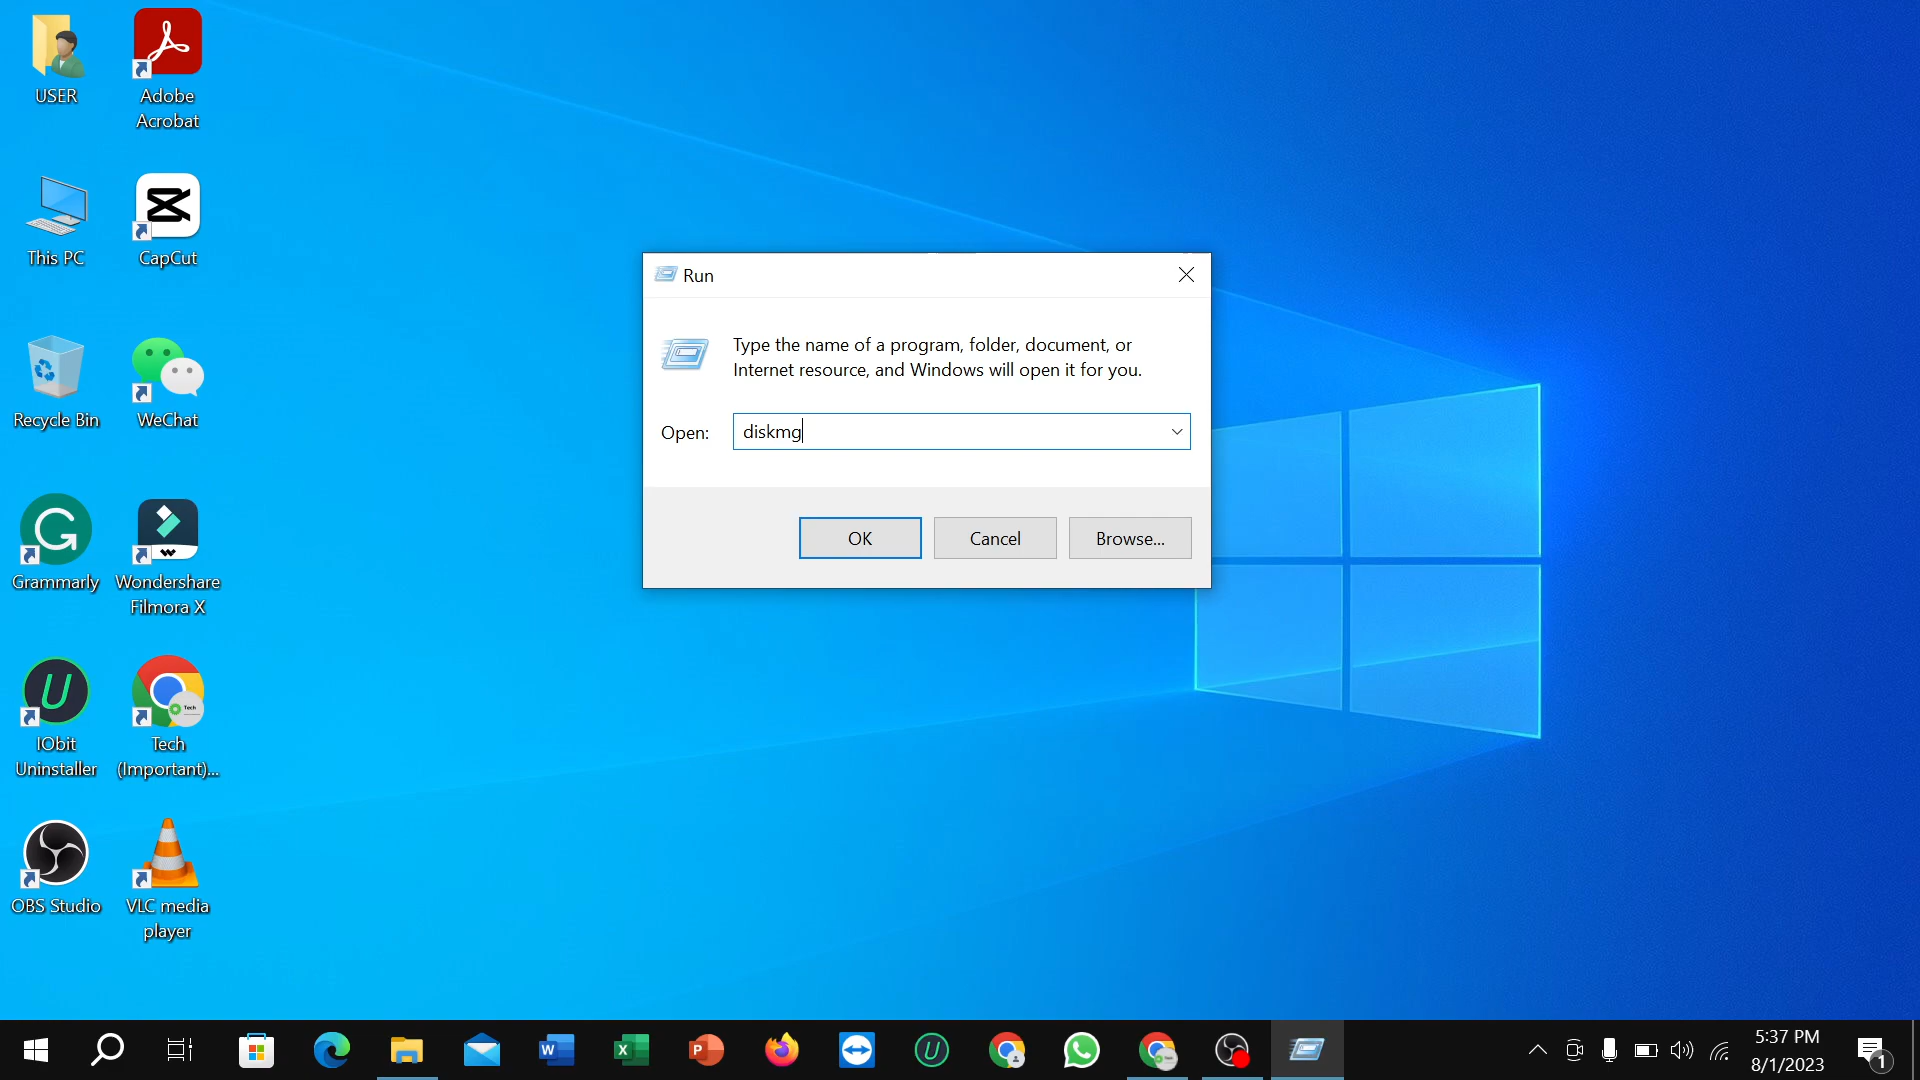 USER
Adobe
Acrobat
This PC
CapCut
Recycle Bin
WeChat
Grammarly
Wondershare
Filmora X
IObit
Uninstaller
Tech
Tech
(Important)...
OBS Studio
VLC media
player
Run
Type the name of a program, folder, document, or
Internet resource, and Windows will open it for you.
Open:
diskmg
OK
Cancel
Browse...
5:37 PM
8/1/2023
1